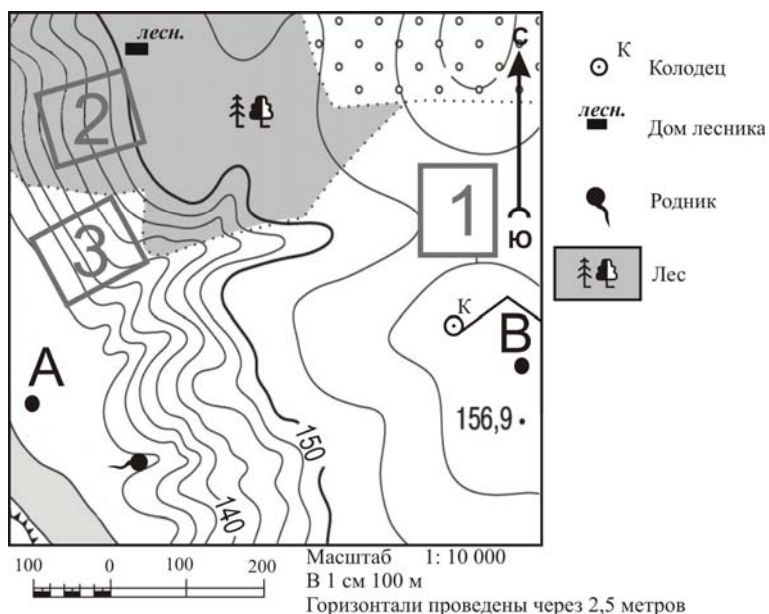 лесн.
С
2
1
3
Ю
К
А
В
156,9
150
140
К
Колодец
лесн.
Дом лесника
Родник
Лес
100 0 100 200
Масштаб 1: 10 000
В 1 см 100 м
Горизонтали проведены через 2,5 метров